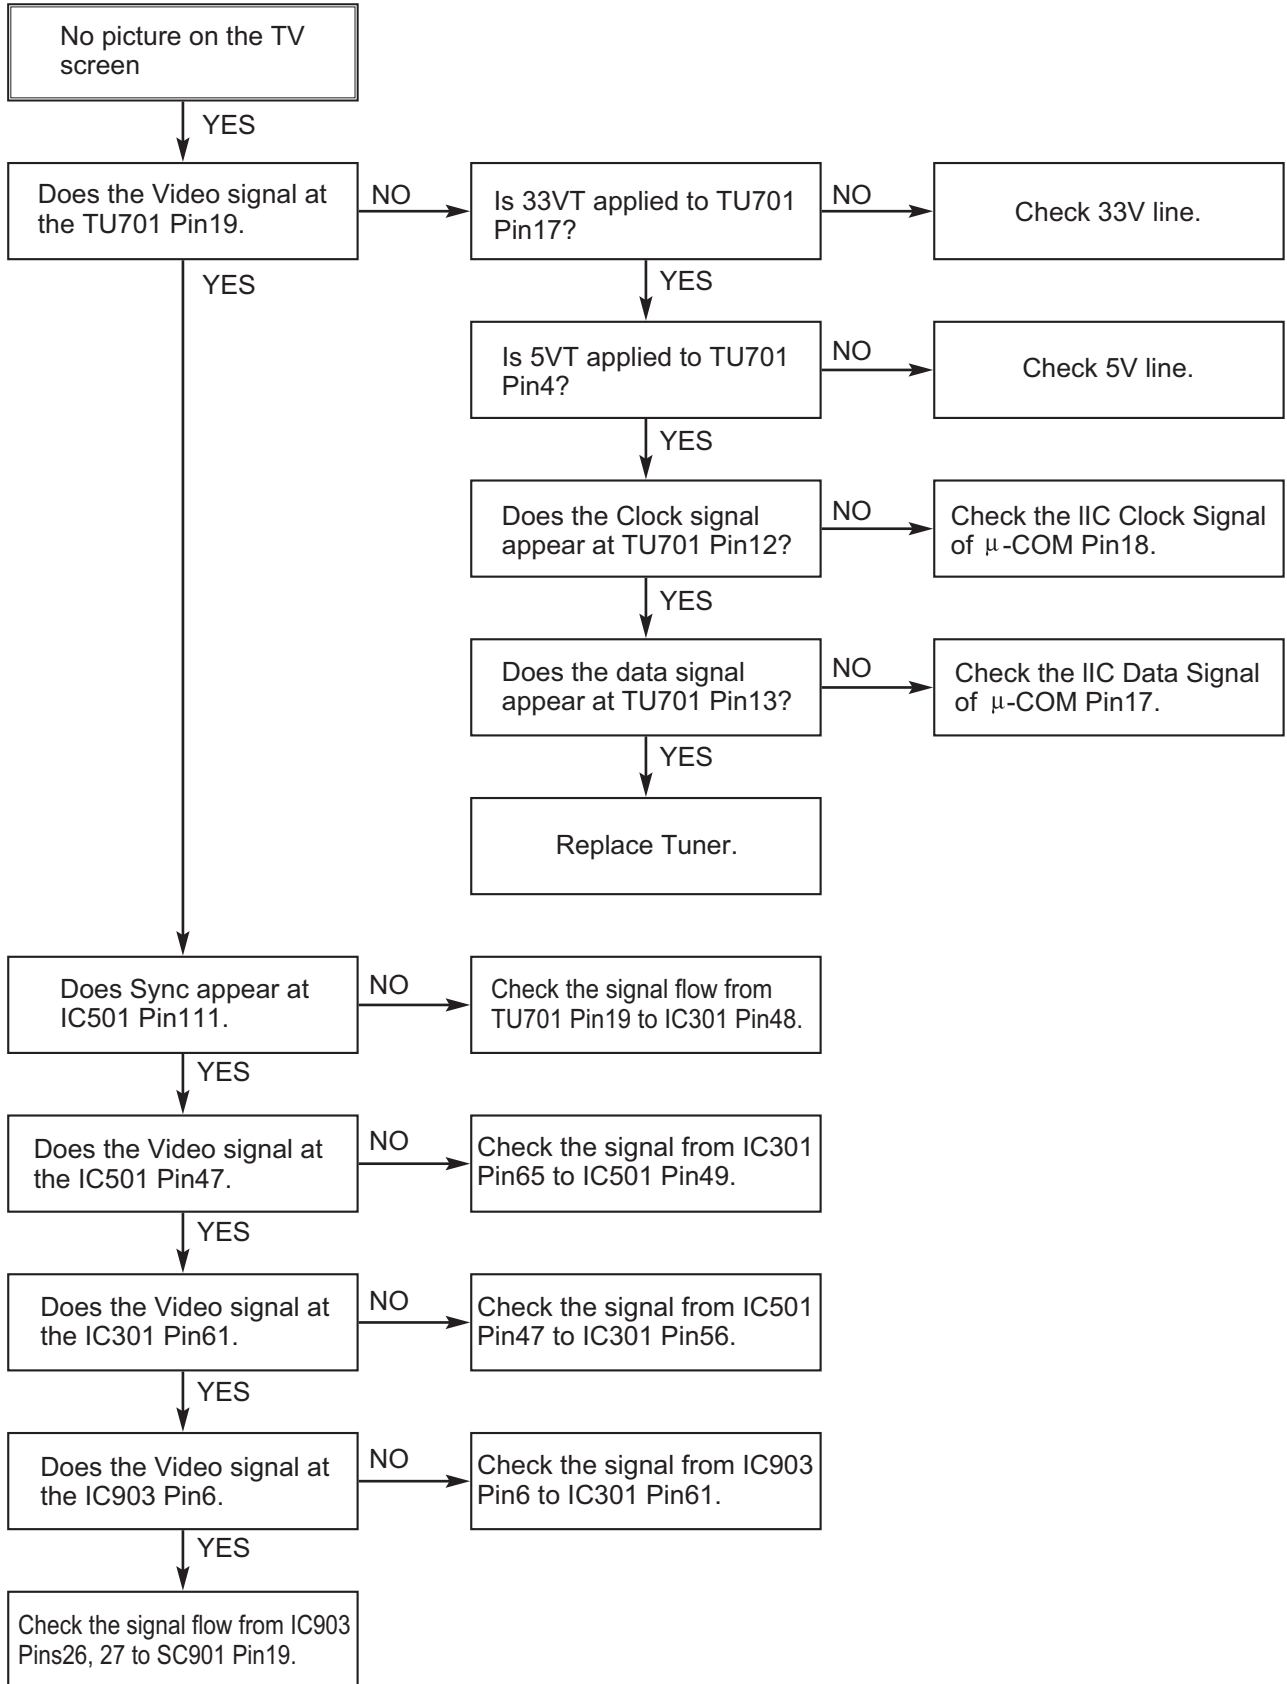 No picture on the TV
screen
YES
Does the Video signal at
the TU701 Pin19.
NO
Is 33VT applied to TU701
Pin17?
NO
Check 33V line.
YES
YES
Is 5VT applied to TU701
Pin4?
NO
Check 5V line.
YES
Does the Clock signal
appear at TU701 Pin12?
NO
Check the IIC Clock Signal
of μ-COM Pin18.
YES
Does the data signal
appear at TU701 Pin13?
NO
Check the IIC Data Signal
of μ-COM Pin17.
YES
Replace Tuner.
Does Sync appear at
IC501 Pin111.
NO
Check the signal flow from
TU701 Pin19 to IC301 Pin48.
YES
Does the Video signal at
the IC501 Pin47.
NO
Check the signal from IC301
Pin65 to IC501 Pin49.
YES
Does the Video signal at
the IC301 Pin61.
NO
Check the signal from IC501
Pin47 to IC301 Pin56.
YES
Does the Video signal at
the IC903 Pin6.
NO
Check the signal from IC903
Pin6 to IC301 Pin61.
YES
Check the signal flow from IC903
Pins26, 27 to SC901 Pin19.